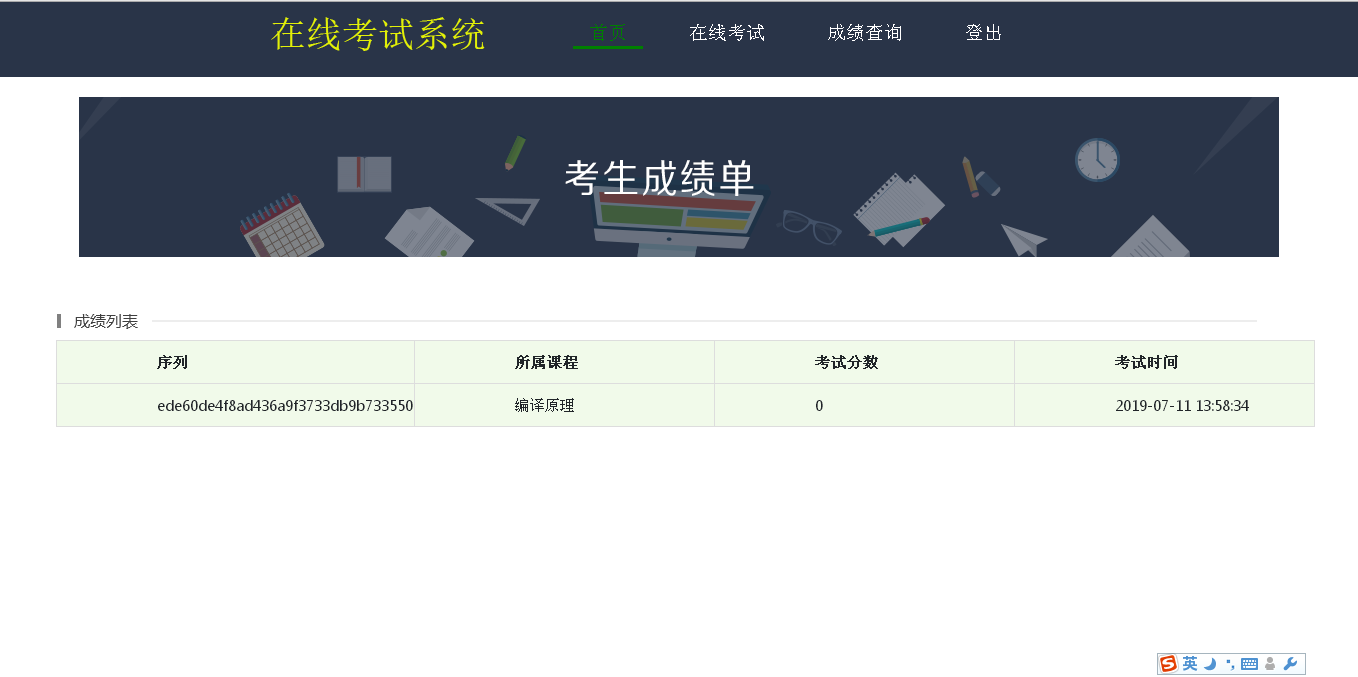 在线考试系统 首页 在线考试 成绩查询 登出
考生成绩单
成绩列表
序列 所属课程 考试分数 考试时间
ede60de4f8ad436a9f3733db9b733550 编译原理 0 2019-07-11 13:58:34
S 英